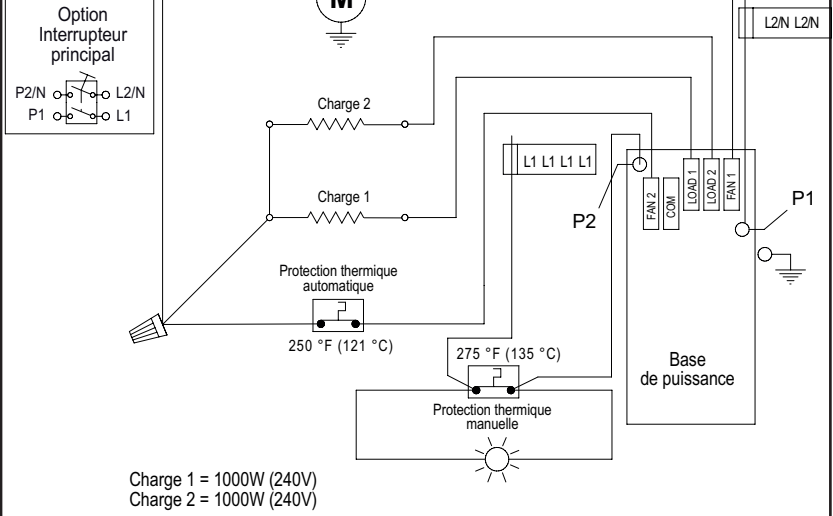 M
Option
Interrupteur
principal
P2/N
L2/N
P1
L1
L2/N L2/N
Charge 2
L1 L1 L1 L1
Charge 1
P2
FAN 2
COM
LOAD 1
LOAD 2
FAN 1
P1
Protection thermique
automatique
250 °F (121 °C)
275 °F (135 °C)
Protection thermique
manuelle
Base
de puissance
Charge 1 = 1000W (240V)
Charge 2 = 1000W (240V)